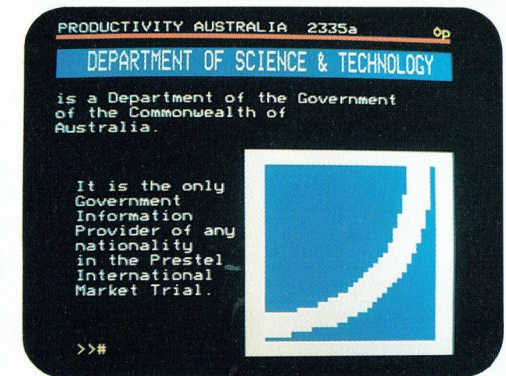 PRODUCTIVITY AUSTRALIA 2335a 0p
DEPARTMENT OF SCIENCE & TECHNOLOGY
is a Department of the Government
of the Commonwealth of
Australia.
It is the only
Government
Information
Provider of any
nationality
in the Prestel
International
Market Trial.
>>#